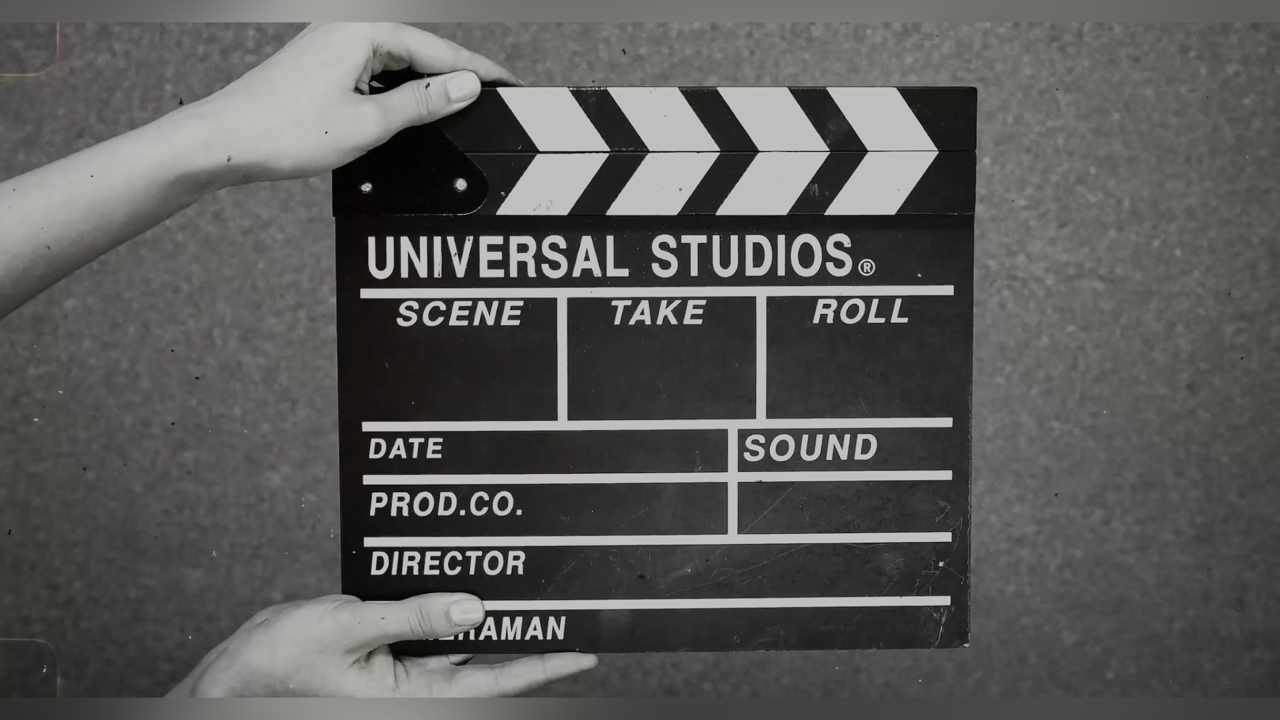 UNIVERSAL STUDIOS®
SCENE TAKE ROLL
DATE SOUND
PROD.CO.
DIRECTOR